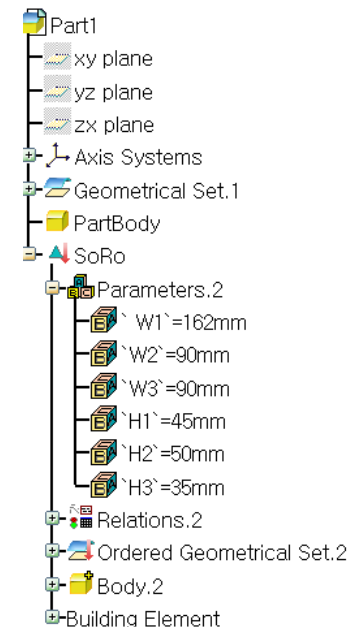 Part1
xy plane
yz plane
zx plane
Axis Systems
Geometrical Set.1
PartBody
SoRo
Parameters.2
` W1`=162mm
`W2`=90mm
`W3`=90mm
`H1`=45mm
`H2`=50mm
`H3`=35mm
Relations.2
Ordered Geometrical Set.2
Body.2
Building Element